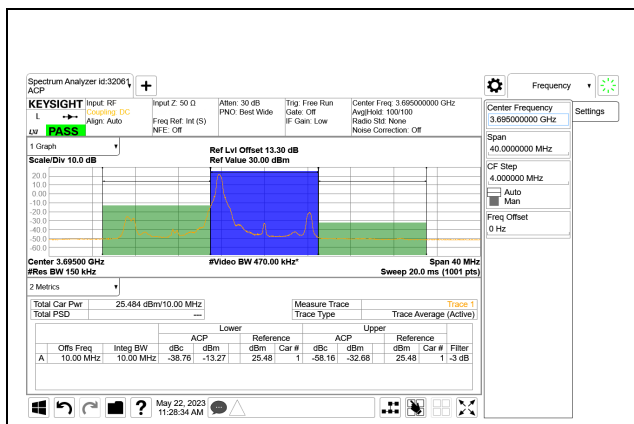 Spectrum Analyzer id:32061
ACP
Frequency
KEYSIGHT
L
LXI PASS
Input: RF
Coupling: DC
Align: Auto
Input Z: 50 Ω
Freq Ref: Int (S)
NFE: Off
Atten: 30 dB
PNO: Best Wide
Trig: Free Run
Gate: Off
IF Gain: Low
Center Freq: 3.695000000 GHz
Avg|Hold: 100/100
Radio Std: None
Noise Correction: Off
Center Frequency
3.695000000 GHz
Settings
Span
40.0000000 MHz
CF Step
4.000000 MHz
Auto
Man
Freq Offset
0 Hz
1 Graph
Scale/Div 10.0 dB
Ref Lvl Offset 13.30 dB
Ref Value 30.00 dBm
20.0
10.0
0.00
-10.0
-20.0
-30.0
-40.0
-50.0
-60.0
Center 3.69500 GHz
#Video BW 470.00 kHz*
Span 40 MHz
#Res BW 150 kHz
Sweep 20.0 ms (1001 pts)
2 Metrics
Total Car Pwr 25.484 dBm/10.00 MHz
Total PSD ---
Measure Trace Trace 1
Trace Type Trace Average (Active)
Lower Upper
ACP Reference ACP Reference
Offs Freq Integ BW dBc dBm dBm Car # dBc dBm dBm Car # Filter
A 10.00 MHz 10.00 MHz -38.76 -13.27 25.48 1 -58.16 -32.68 25.48 1 -3 dB
May 22, 2023
11:28:34 AM